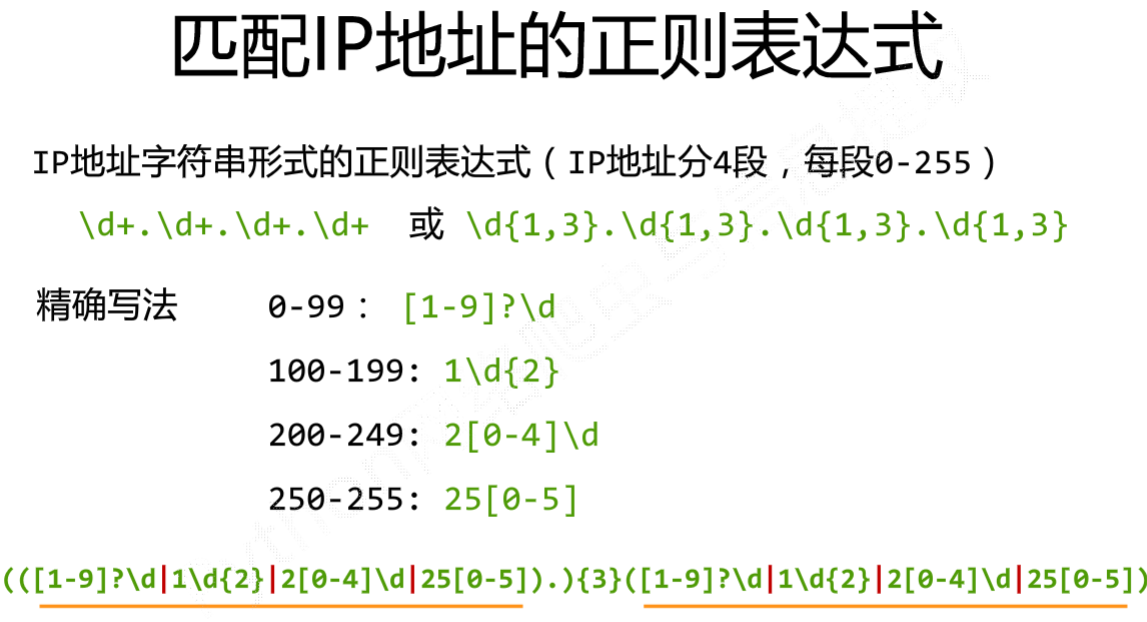 匹配IP地址的正则表达式
IP地址字符串形式的正则表达式（IP地址分4段，每段0-255）
\d+.\d+.\d+.\d+ 或 \d{1,3}.\d{1,3}.\d{1,3}.\d{1,3}
精确写法 0-99： [1-9]?\d
100-199: 1\d{2}
200-249: 2[0-4]\d
250-255: 25[0-5]
(([1-9]?\d|1\d{2}|2[0-4]\d|25[0-5]).){3}([1-9]?\d|1\d{2}|2[0-4]\d|25[0-5])